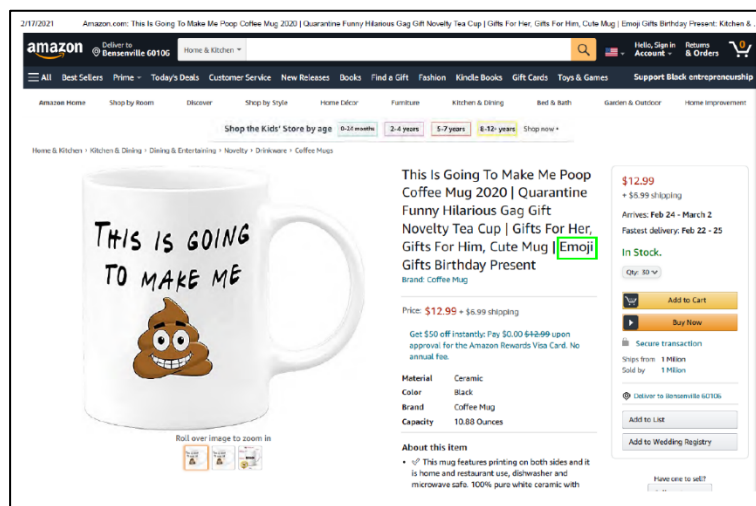 2/17/2021 Amazon.com: This Is Going To Make Me Poop Coffee Mug 2020 | Quarantine Funny Hilarious Gag Gift Novelty Tea Cup | Gifts For Her, Gifts For Him, Cute Mug | Emoji Gifts Birthday Present: Kitchen & ...
amazon Deliver to Bensenville 60106 Home & Kitchen Hello, Sign in Account Returns & Orders 0
All Best Sellers Prime Today's Deals Customer Service New Releases Books Find a Gift Fashion Kindle Books Gift Cards Toy & Games Support Black entrepreneurship
Amazon Home Shop by Room Discover Shop by Style Home Décor Furniture Kitchen & Dining Bed & Bath Garden & Outdoor Home Improvement
Shop the Kids' Store by age 0-24 months 2-4 years 5-7 years 8-12+ years Shop now
Home & Kitchen › Kitchen & Dining › Dining & Entertaining › Novelty › Drinkware › Coffee Mugs
THIS IS GOING
TO MAKE ME
Roll over image to zoom in
This Is Going To Make Me Poop
Coffee Mug 2020 | Quarantine
Funny Hilarious Gag Gift
Novelty Tea Cup | Gifts For Her,
Gifts For Him, Cute Mug | Emoji
Gifts Birthday Present
Brand: Coffee Mug
Price: $12.99 + $6.99 shipping
Get $50 off instantly: Pay $0.00 $12.99 upon
approval for the Amazon Rewards Visa Card. No
annual fee.
Material Ceramic
Color Black
Brand Coffee Mug
Capacity 10.88 Ounces
About this item
• ✅ This mug features printing on both sides and it
is home and restaurant use, dishwasher and
microwave safe. 100% pure white ceramic with
$12.99
+ $6.99 shipping
Arrives: Feb 24 - March 2
Fastest delivery: Feb 22 - 25
In Stock.
Qty: 30
Add to Cart
Buy Now
Secure transaction
Ships from 1 Milion
Sold by 1 Milion
Deliver to Bensenville 60106
Add to List
Add to Wedding Registry
Have one to sell?